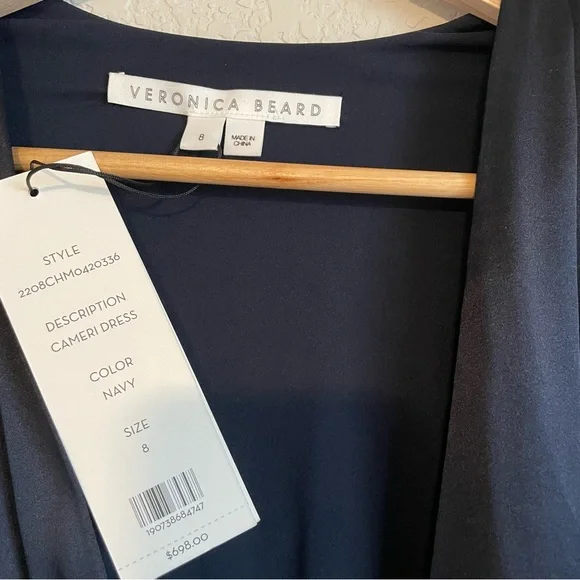 VERONICA BEARD
8
MADE IN
CHINA
STYLE
2208CHM0420336
DESCRIPTION
CAMERI DRESS
COLOR
NAVY
SIZE
8
190738684747
$698.00